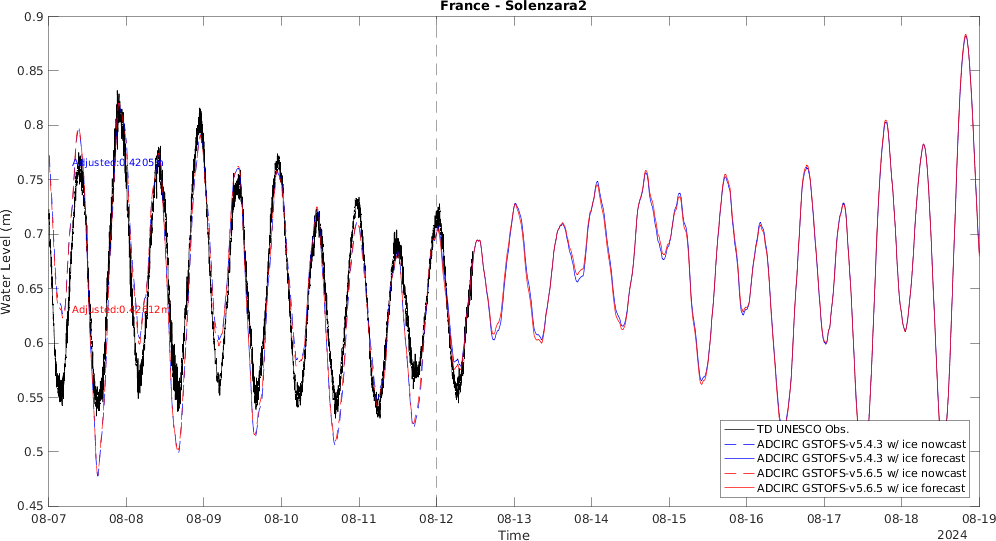 France - Solenzara2
0.9
0.85
0.8
0.75
0.7
0.65
0.6
0.55
0.5
0.45
Water Level (m)
Adjusted:0.4205m
TD UNESCO Obs.
ADCIRC GSTOFS-v5.4.3 w/ ice nowcast
ADCIRC GSTOFS-v5.4.3 w/ ice forecast
ADCIRC GSTOFS-v5.6.5 w/ ice nowcast
ADCIRC GSTOFS-v5.6.5 w/ ice forecast
08-07 08-08 08-09 08-10 08-11 08-12 08-13 08-14 08-15 08-16 08-17 08-18 08-19
Time
2024